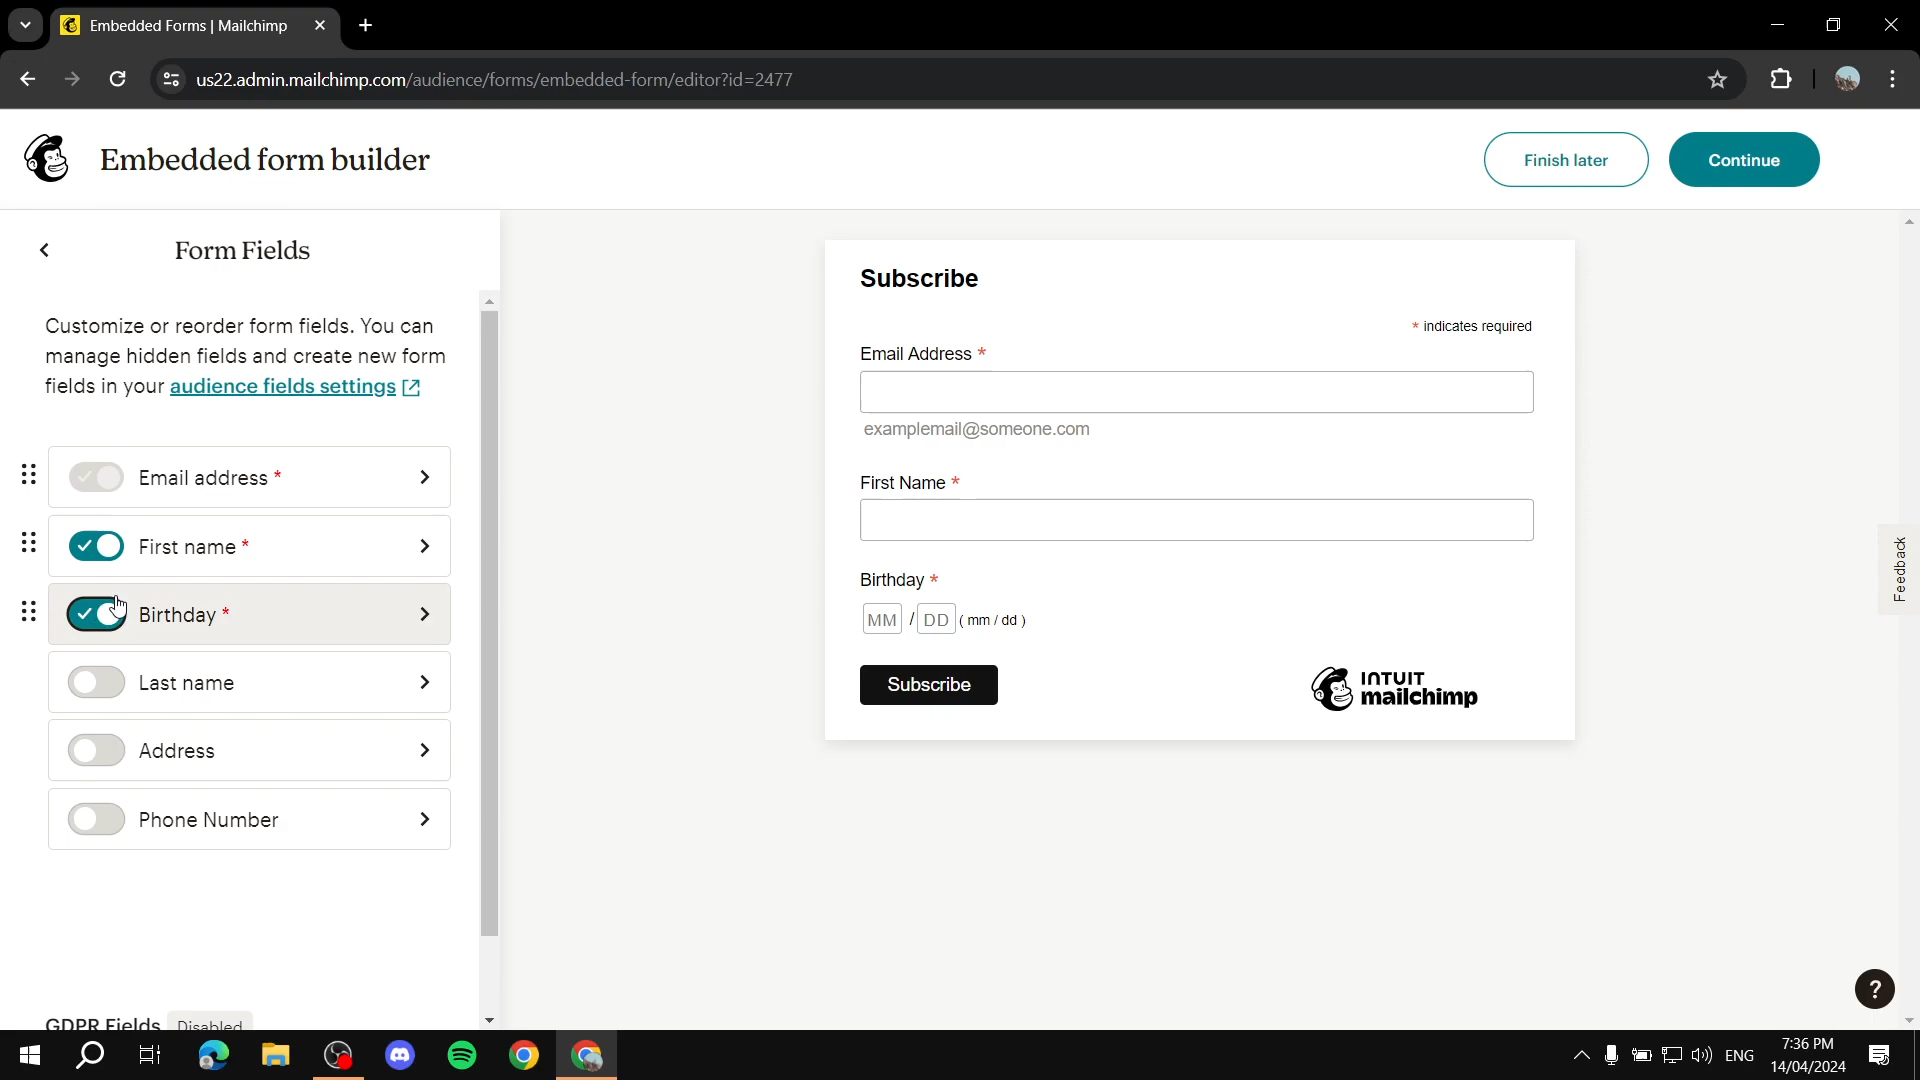 Embedded Forms | Mailchimp
us22.admin.mailchimp.com/audience/forms/embedded-form/editor?id=2477
Embedded form builder
Finish later
Continue
Form Fields
Customize or reorder form fields. You can
manage hidden fields and create new form
fields in your audience fields settings
Email address *
First name *
Birthday *
Last name
Address
Phone Number
GDPR Fields Disabled
Subscribe
* indicates required
Email Address *
examplemail@someone.com
First Name *
Birthday *
MM / DD ( mm / dd )
Subscribe
INTUIT
mailchimp
Feedback
?
ENG
7:36 PM
14/04/2024